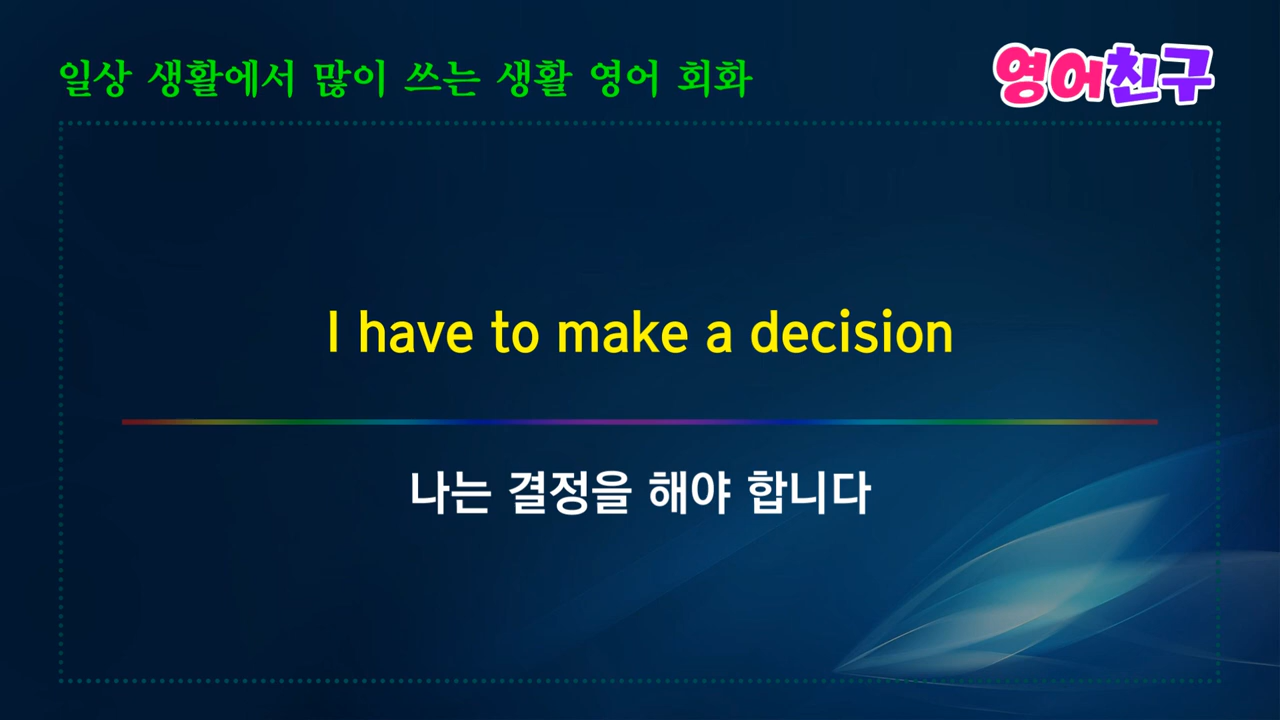 일상 생활에서 많이 쓰는 생활 영어 회화
영어친구
I have to make a decision
나는 결정을 해야 합니다